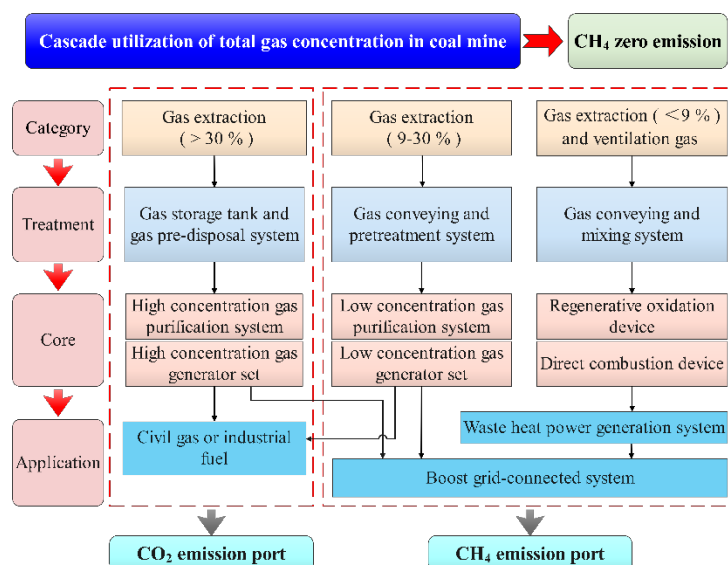 Cascade utilization of total gas concentration in coal mine
CH₄ zero emission
Category
Gas extraction
( > 30 % )
Gas extraction
( 9-30 % )
Gas extraction ( <9 % )
and ventilation gas
Treatment
Gas storage tank and
gas pre-disposal system
Gas conveying and
pretreatment system
Gas conveying and
mixing system
Core
High concentration gas
purification system
High concentration gas
generator set
Low concentration gas
purification system
Low concentration gas
generator set
Regenerative oxidation
device
Direct combustion device
Application
Civil gas or industrial
fuel
Waste heat power generation system
Boost grid-connected system
CO₂ emission port
CH₄ emission port